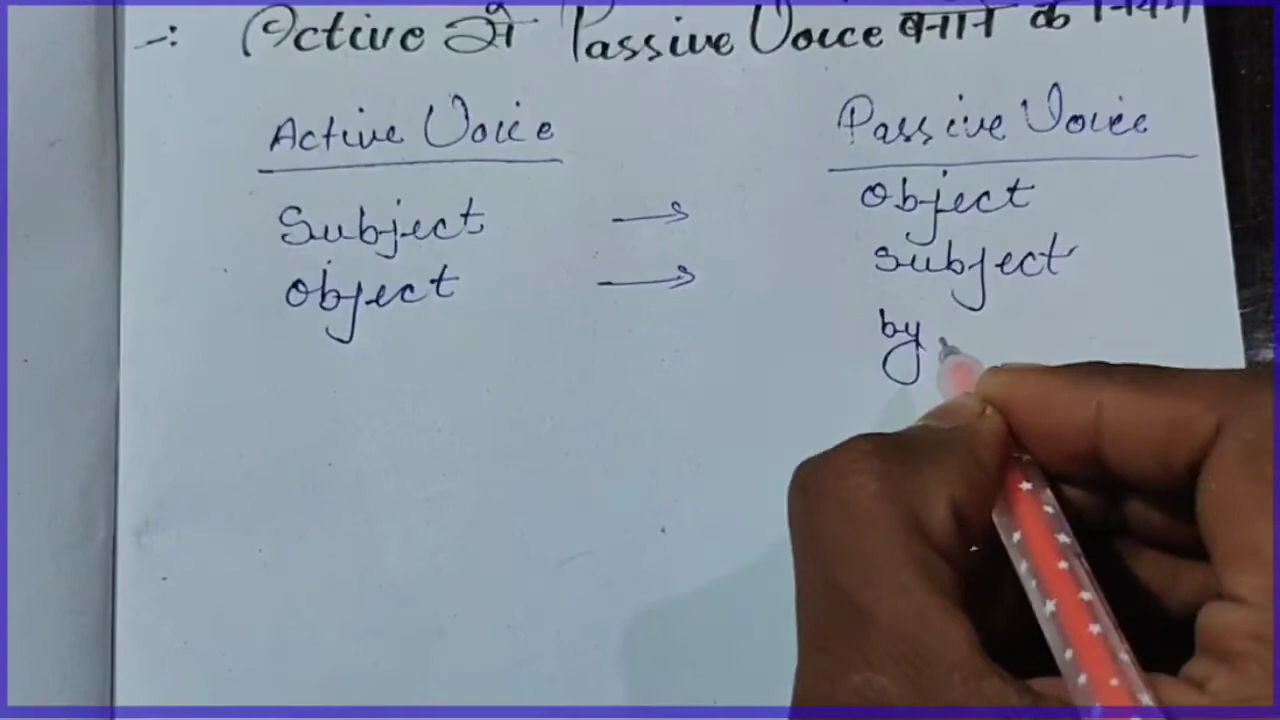 -: Active से Passive Voice बनाने के नियम
Active Voice Passive Voice
Subject → object
object → subject
by